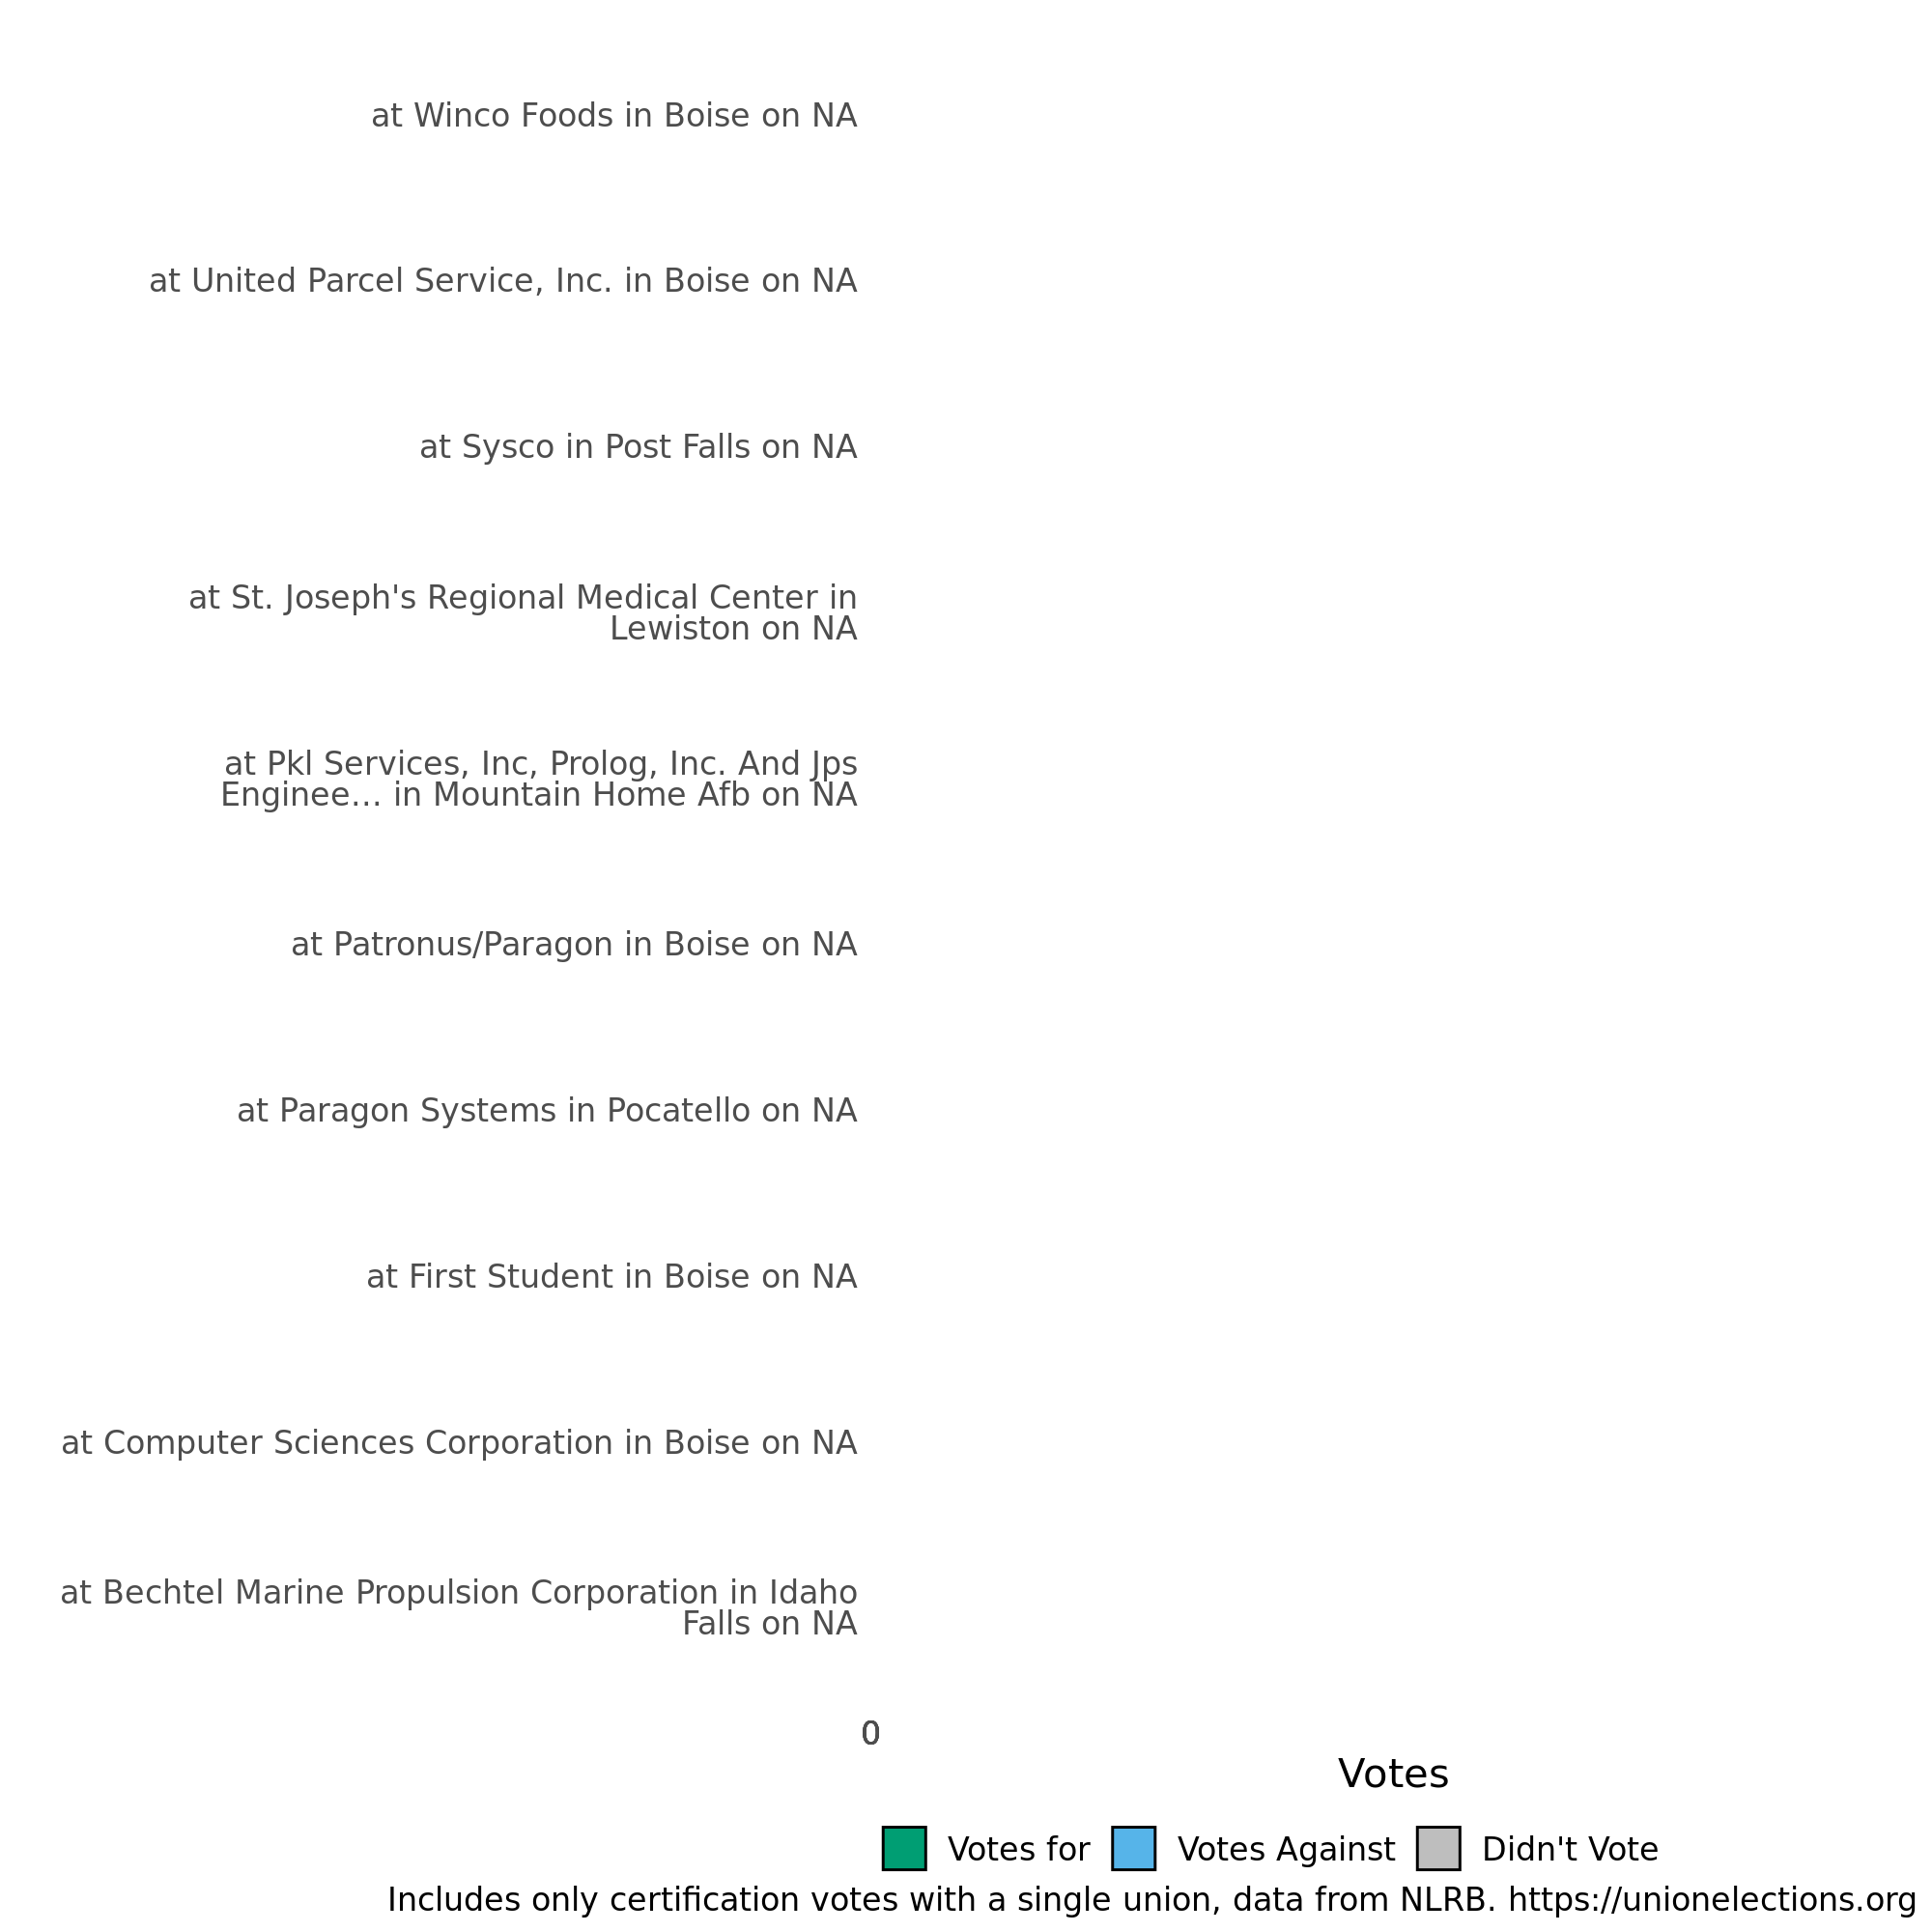 at Winco Foods in Boise on NA
at United Parcel Service, Inc. in Boise on NA
at Sysco in Post Falls on NA
at St. Joseph's Regional Medical Center in
Lewiston on NA
at Pkl Services, Inc, Prolog, Inc. And Jps
Enginee... in Mountain Home Afb on NA
at Patronus/Paragon in Boise on NA
at Paragon Systems in Pocatello on NA
at First Student in Boise on NA
at Computer Sciences Corporation in Boise on NA
at Bechtel Marine Propulsion Corporation in Idaho
Falls on NA
0
Votes
Votes for Votes Against Didn't Vote
Includes only certification votes with a single union, data from NLRB. https://unionelections.org